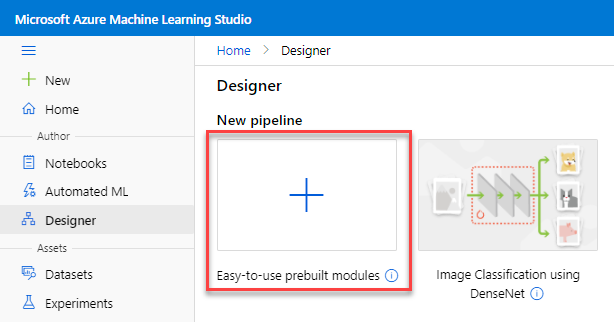 Microsoft Azure Machine Learning Studio
Home > Designer
New
Home
Author
Notebooks
Automated ML
Designer
Assets
Datasets
Experiments
Designer
New pipeline
Easy-to-use prebuilt modules
Image Classification using
DenseNet